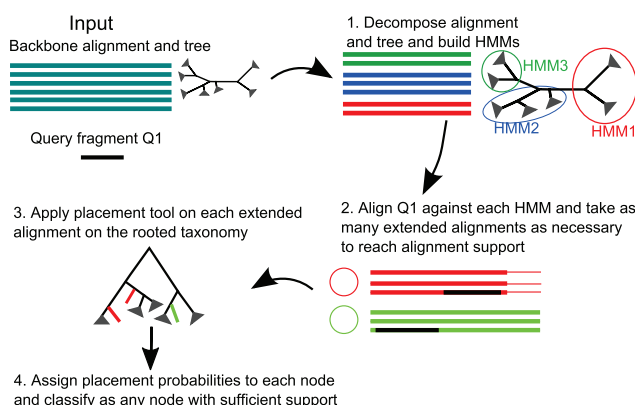 Input
Backbone alignment and tree
Query fragment Q1
1. Decompose alignment
and tree and build HMMs
HMM3
HMM2
HMM1
2. Align Q1 against each HMM and take as
many extended alignments as necessary
to reach alignment support
3. Apply placement tool on each extended
alignment on the rooted taxonomy
4. Assign placement probabilities to each node
and classify as any node with sufficient support